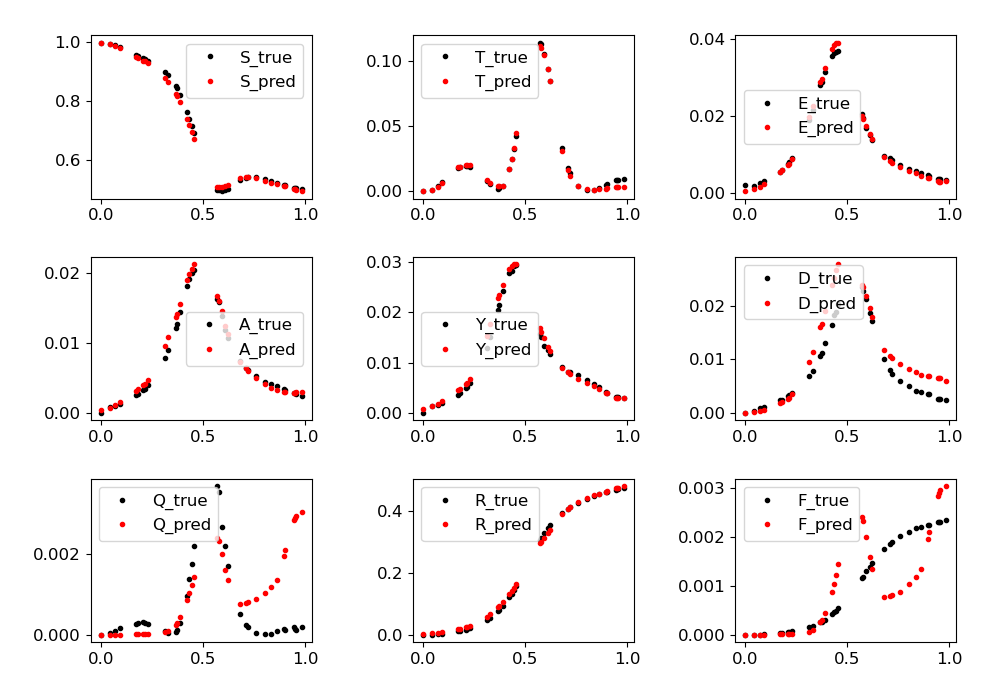 1.0
0.8
0.6
S_true
S_pred
0.0 0.5 1.0
0.10
0.05
0.00
T_true
T_pred
0.0 0.5 1.0
0.04
0.02
0.00
E_true
E_pred
0.0 0.5 1.0
0.02
0.01
0.00
A_true
A_pred
0.0 0.5 1.0
0.03
0.02
0.01
0.00
Y_true
Y_pred
0.0 0.5 1.0
0.02
0.01
0.00
D_true
D_pred
0.0 0.5 1.0
0.002
0.000
Q_true
Q_pred
0.0 0.5 1.0
0.4
0.2
0.0
R_true
R_pred
0.0 0.5 1.0
0.003
0.002
0.001
0.000
F_true
F_pred
0.0 0.5 1.0